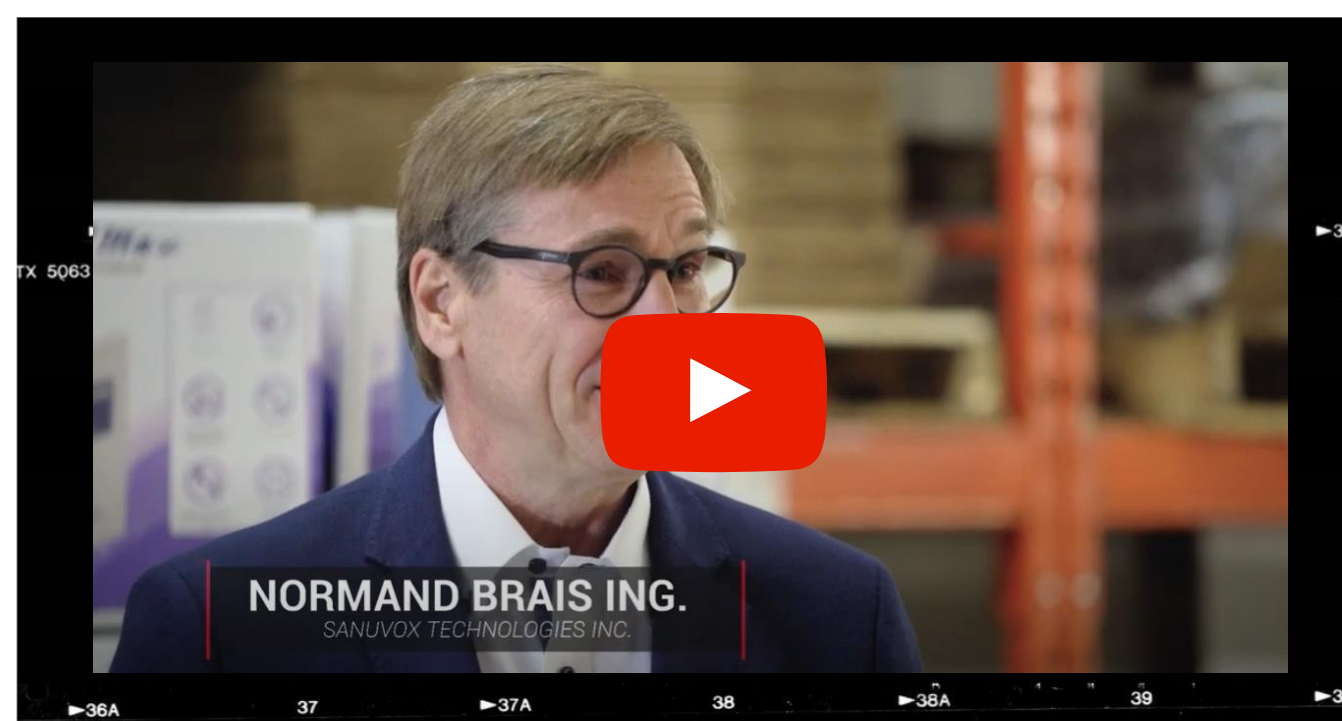 TX 5063
NORMAND BRAIS ING.
SANUVOX TECHNOLOGIES INC.
►36A 37 ►37A 38 ►38A 39